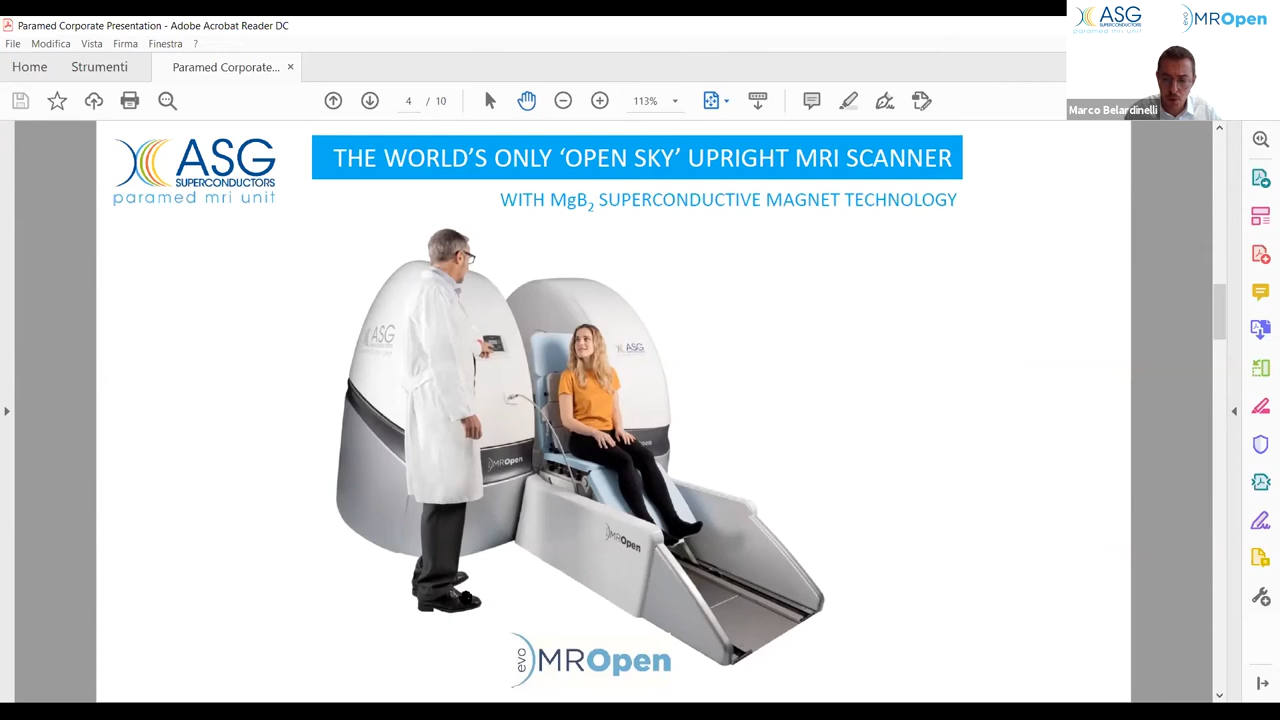 Paramed Corporate Presentation - Adobe Acrobat Reader DC
File Modifica Vista Firma Finestra ?
Home Strumenti Paramed Corporate... ×
4 / 10 113%
ASG
SUPERCONDUCTORS
paramed mri unit
evo MROpen
Marco Belardinelli
ASG
SUPERCONDUCTORS
paramed mri unit
THE WORLD'S ONLY ‘OPEN SKY’ UPRIGHT MRI SCANNER
WITH MgB2 SUPERCONDUCTIVE MAGNET TECHNOLOGY
ASG
ASG
MROpen
MROpen
evo MROpen